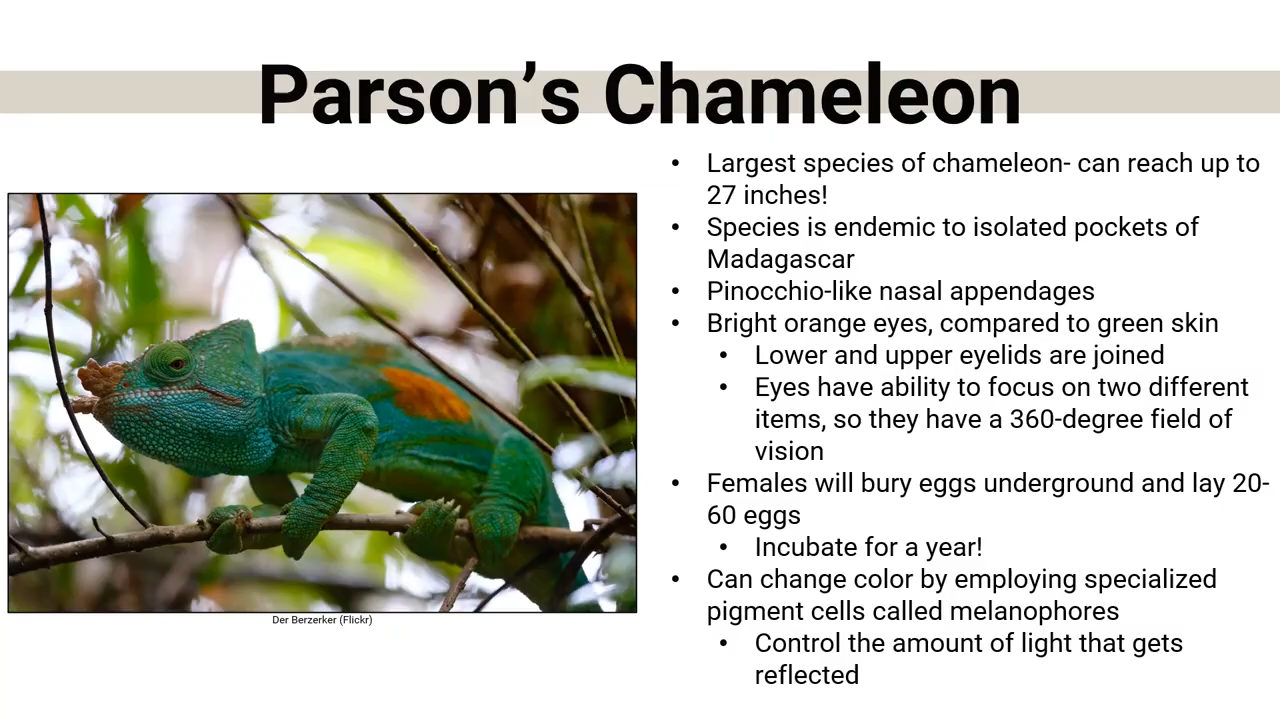 Parson’s Chameleon
• Largest species of chameleon- can reach up to
27 inches!
• Species is endemic to isolated pockets of
Madagascar
• Pinocchio-like nasal appendages
• Bright orange eyes, compared to green skin
• Lower and upper eyelids are joined
• Eyes have ability to focus on two different
items, so they have a 360-degree field of
vision
• Females will bury eggs underground and lay 20-
60 eggs
• Incubate for a year!
• Can change color by employing specialized
pigment cells called melanophores
• Control the amount of light that gets
reflected
Der Berzerker (Flickr)